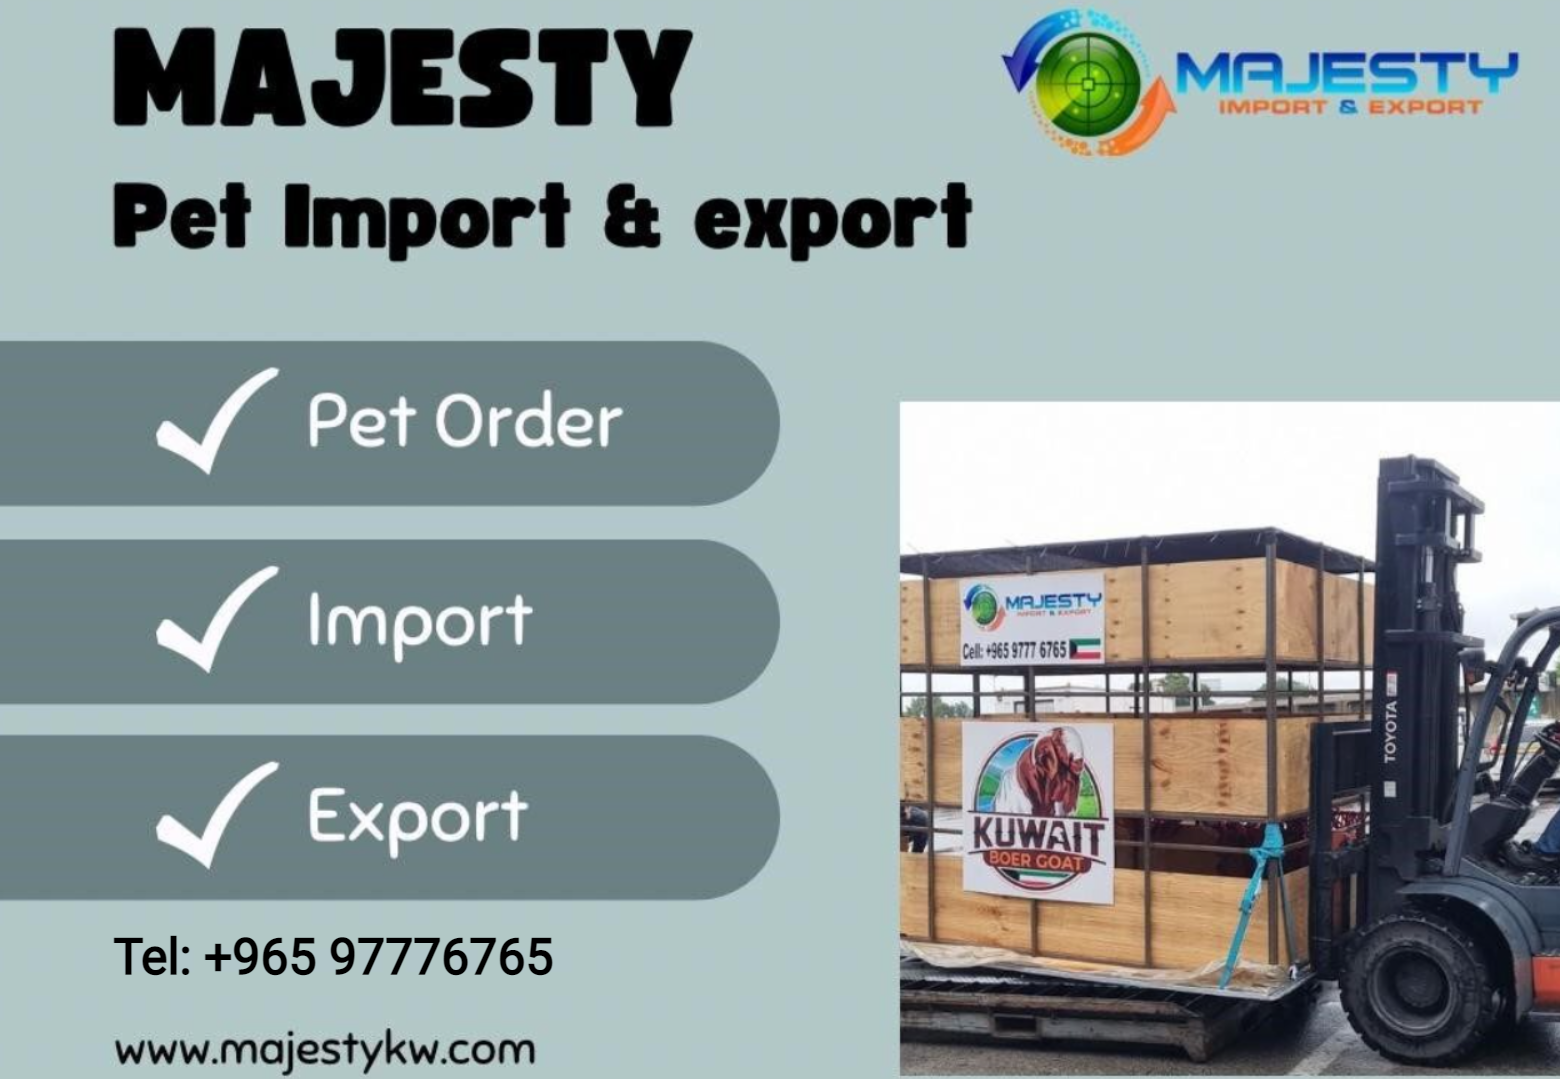 MAJESTY
Pet Import & export
MAJESTY
IMPORT & EXPORT
Pet Order
Import
Export
Tel: +965 97776765
www.majestykw.com
MAJESTY
IMPORT & EXPORT
Cell: +965 9777 6765
KUWAIT
BOER GOAT
TOYOTA